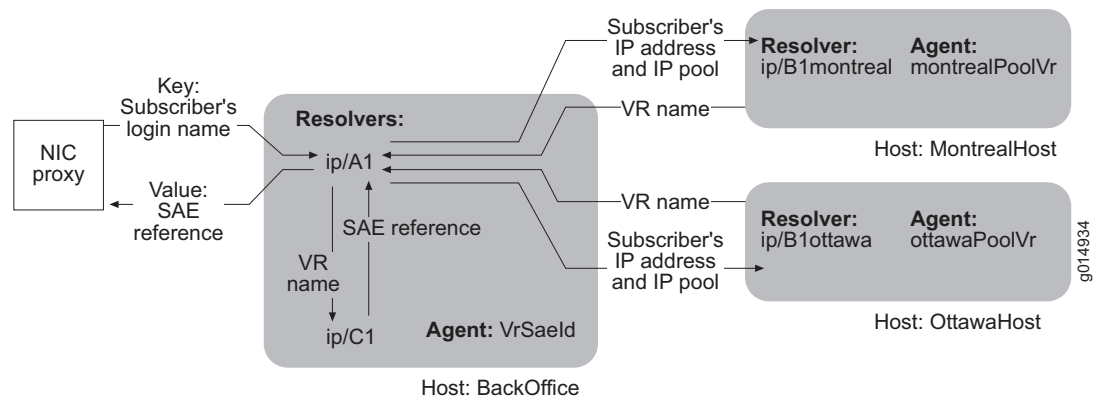 Key:
Subscriber's
login name
NIC
proxy
Value:
SAE
reference
Resolvers:
ip/A1
SAE reference
VR
name
ip/C1
Agent: VrSaeId
Host: BackOffice
Subscriber's
IP address
and IP pool
VR name
Resolver:
ip/B1montreal
Agent:
montrealPoolVr
Host: MontrealHost
VR name
Subscriber's
IP address
and IP pool
Resolver:
ip/B1ottawa
Agent:
ottawaPoolVr
Host: OttawaHost
g014934